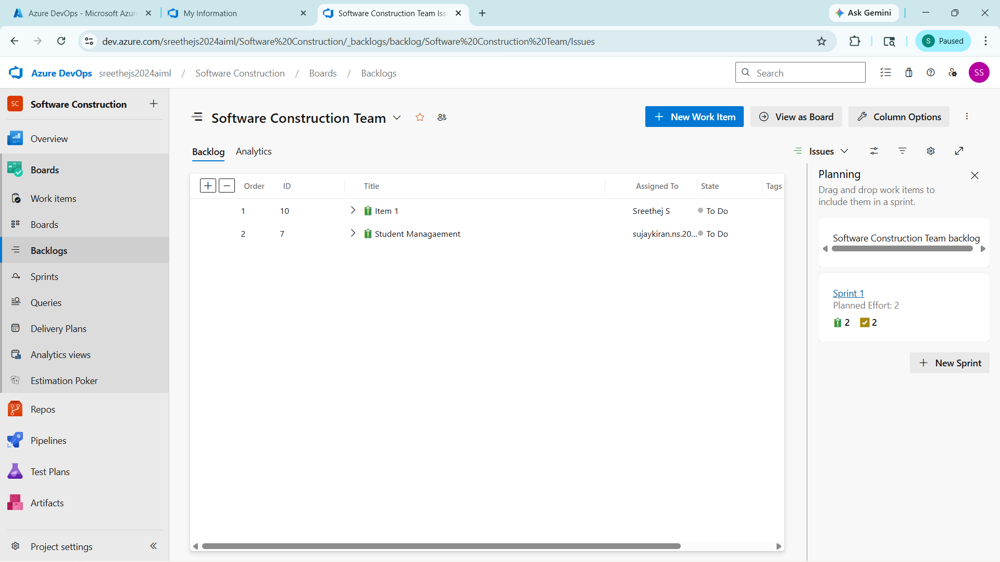 Azure DevOps - Microsoft Azur
My Information
Software Construction Team Iss
Ask Gemini
dev.azure.com/sreethejs2024aiml/Software%20Construction/_backlogs/backlog/Software%20Construction%20Team/Issues
S Paused
Azure DevOps sreethejs2024aiml / Software Construction / Boards / Backlogs
Search
SS
SC Software Construction
Overview
Boards
Work items
Boards
Backlogs
Sprints
Queries
Delivery Plans
Analytics views
Estimation Poker
Repos
Pipelines
Test Plans
Artifacts
Project settings
Software Construction Team
New Work Item
View as Board
Column Options
Backlog Analytics
Issues
Order ID Title Assigned To State Tags
1 10 Item 1 Sreethej S To Do
2 7 Student Managaement sujaykiran.ns.20... To Do
Planning
Drag and drop work items to
include them in a sprint.
Software Construction Team backlog
Sprint 1
Planned Effort: 2
2 2
New Sprint